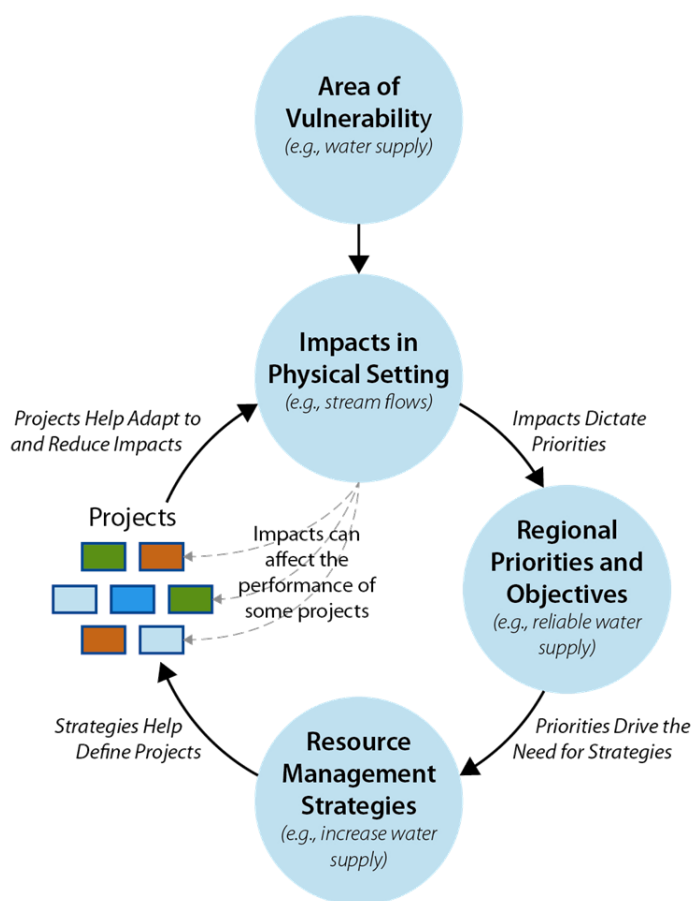 Area of
Vulnerability
(e.g., water supply)
Impacts in
Physical Setting
(e.g., stream flows)
Projects Help Adapt to
and Reduce Impacts
Impacts Dictate
Priorities
Projects
Impacts can
affect the
performance of
some projects
Regional
Priorities and
Objectives
(e.g., reliable water
supply)
Strategies Help
Define Projects
Priorities Drive the
Need for Strategies
Resource
Management
Strategies
(e.g., increase water
supply)